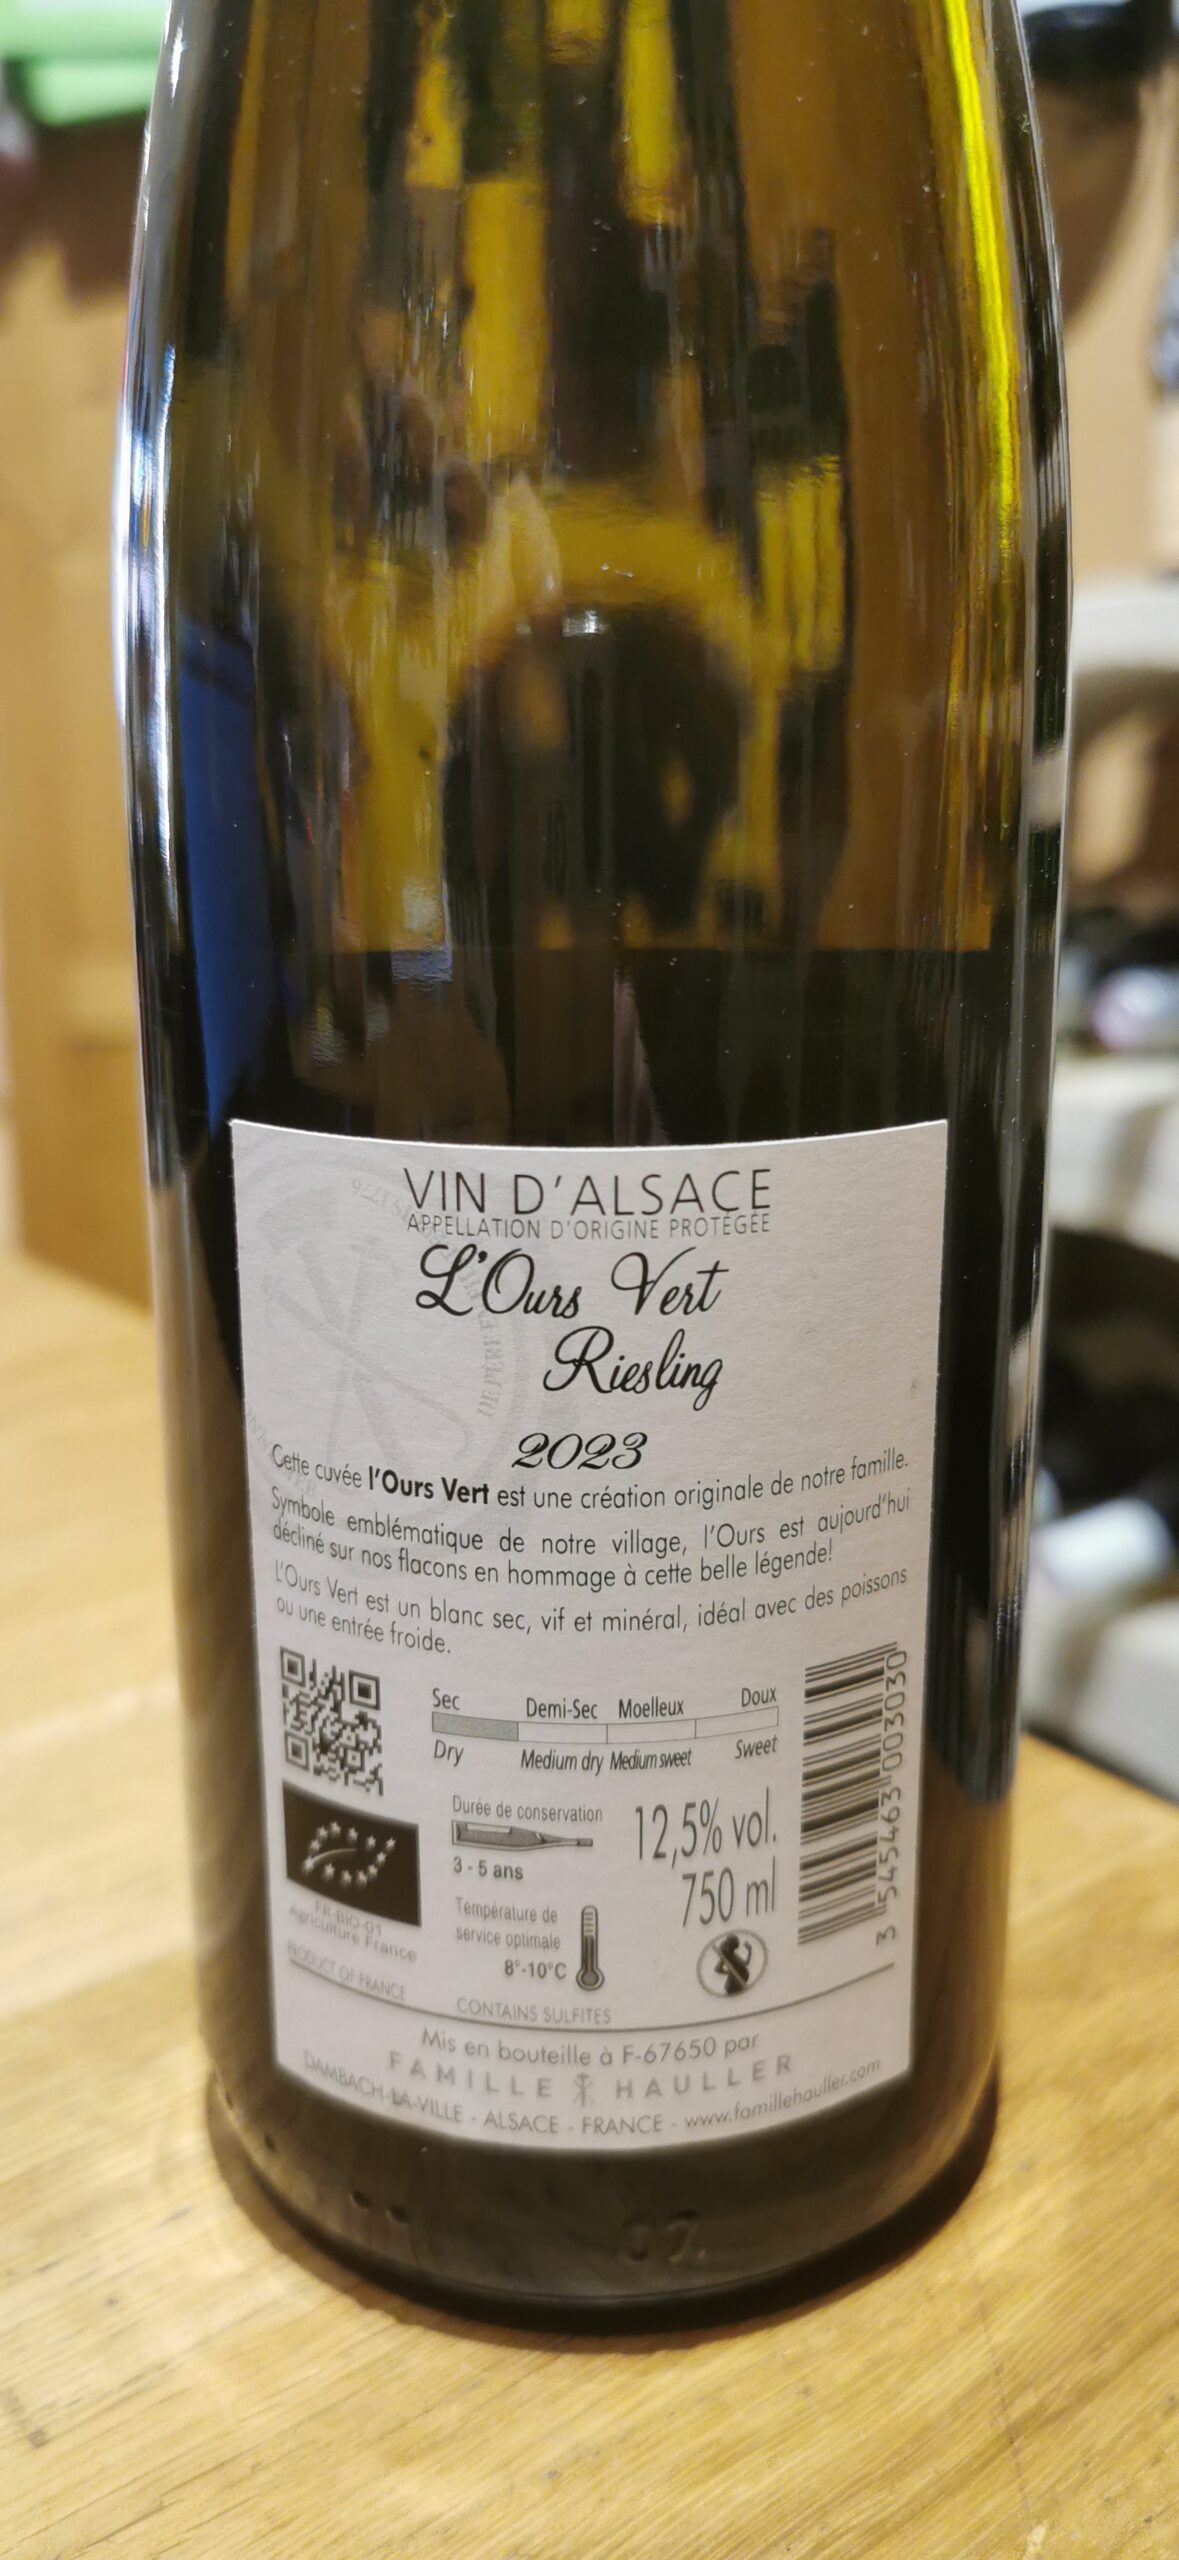 VIN D'ALSACE
APPELLATION D'ORIGINE PROTÉGÉE
L'Ours Vert
Riesling
2023
Cette cuvée l'Ours Vert est une création originale de notre famille.
Symbole emblématique de notre village, l'Ours est aujourd'hui
décliné sur nos flacons en hommage à cette belle légende!
L'Ours Vert est un blanc sec, vif et minéral, idéal avec des poissons
ou une entrée froide.
Sec Demi-Sec Moelleux Doux
Dry Medium dry Medium sweet Sweet
Durée de conservation
3 - 5 ans
Température de
service optimale
8°-10°C
12,5% vol.
750 ml
3 545463 003030
FR-BIO-01
Agriculture France
PRODUCT OF FRANCE
CONTAINS SULFITES
Mis en bouteille à F-67650 par
FAMILLE HAULLER
DAMBACH-LA-VILLE - ALSACE - FRANCE - www.famillehauller.com
07